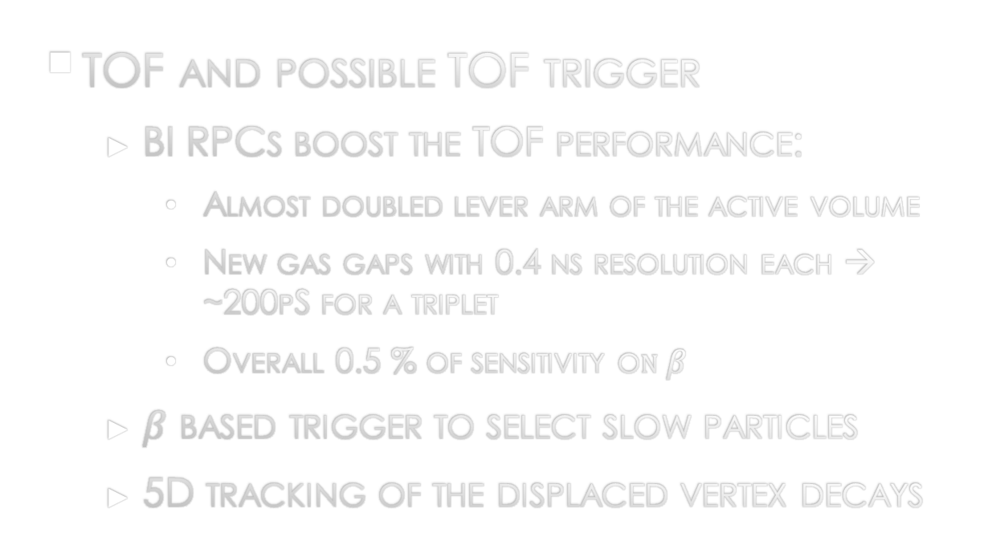 TOF AND POSSIBLE TOF TRIGGER
BI RPCS BOOST THE TOF PERFORMANCE:
ALMOST DOUBLED LEVER ARM OF THE ACTIVE VOLUME
NEW GAS GAPS WITH 0.4 NS RESOLUTION EACH →
~200PS FOR A TRIPLET
OVERALL 0.5 % OF SENSITIVITY ON β
β BASED TRIGGER TO SELECT SLOW PARTICLES
5D TRACKING OF THE DISPLACED VERTEX DECAYS